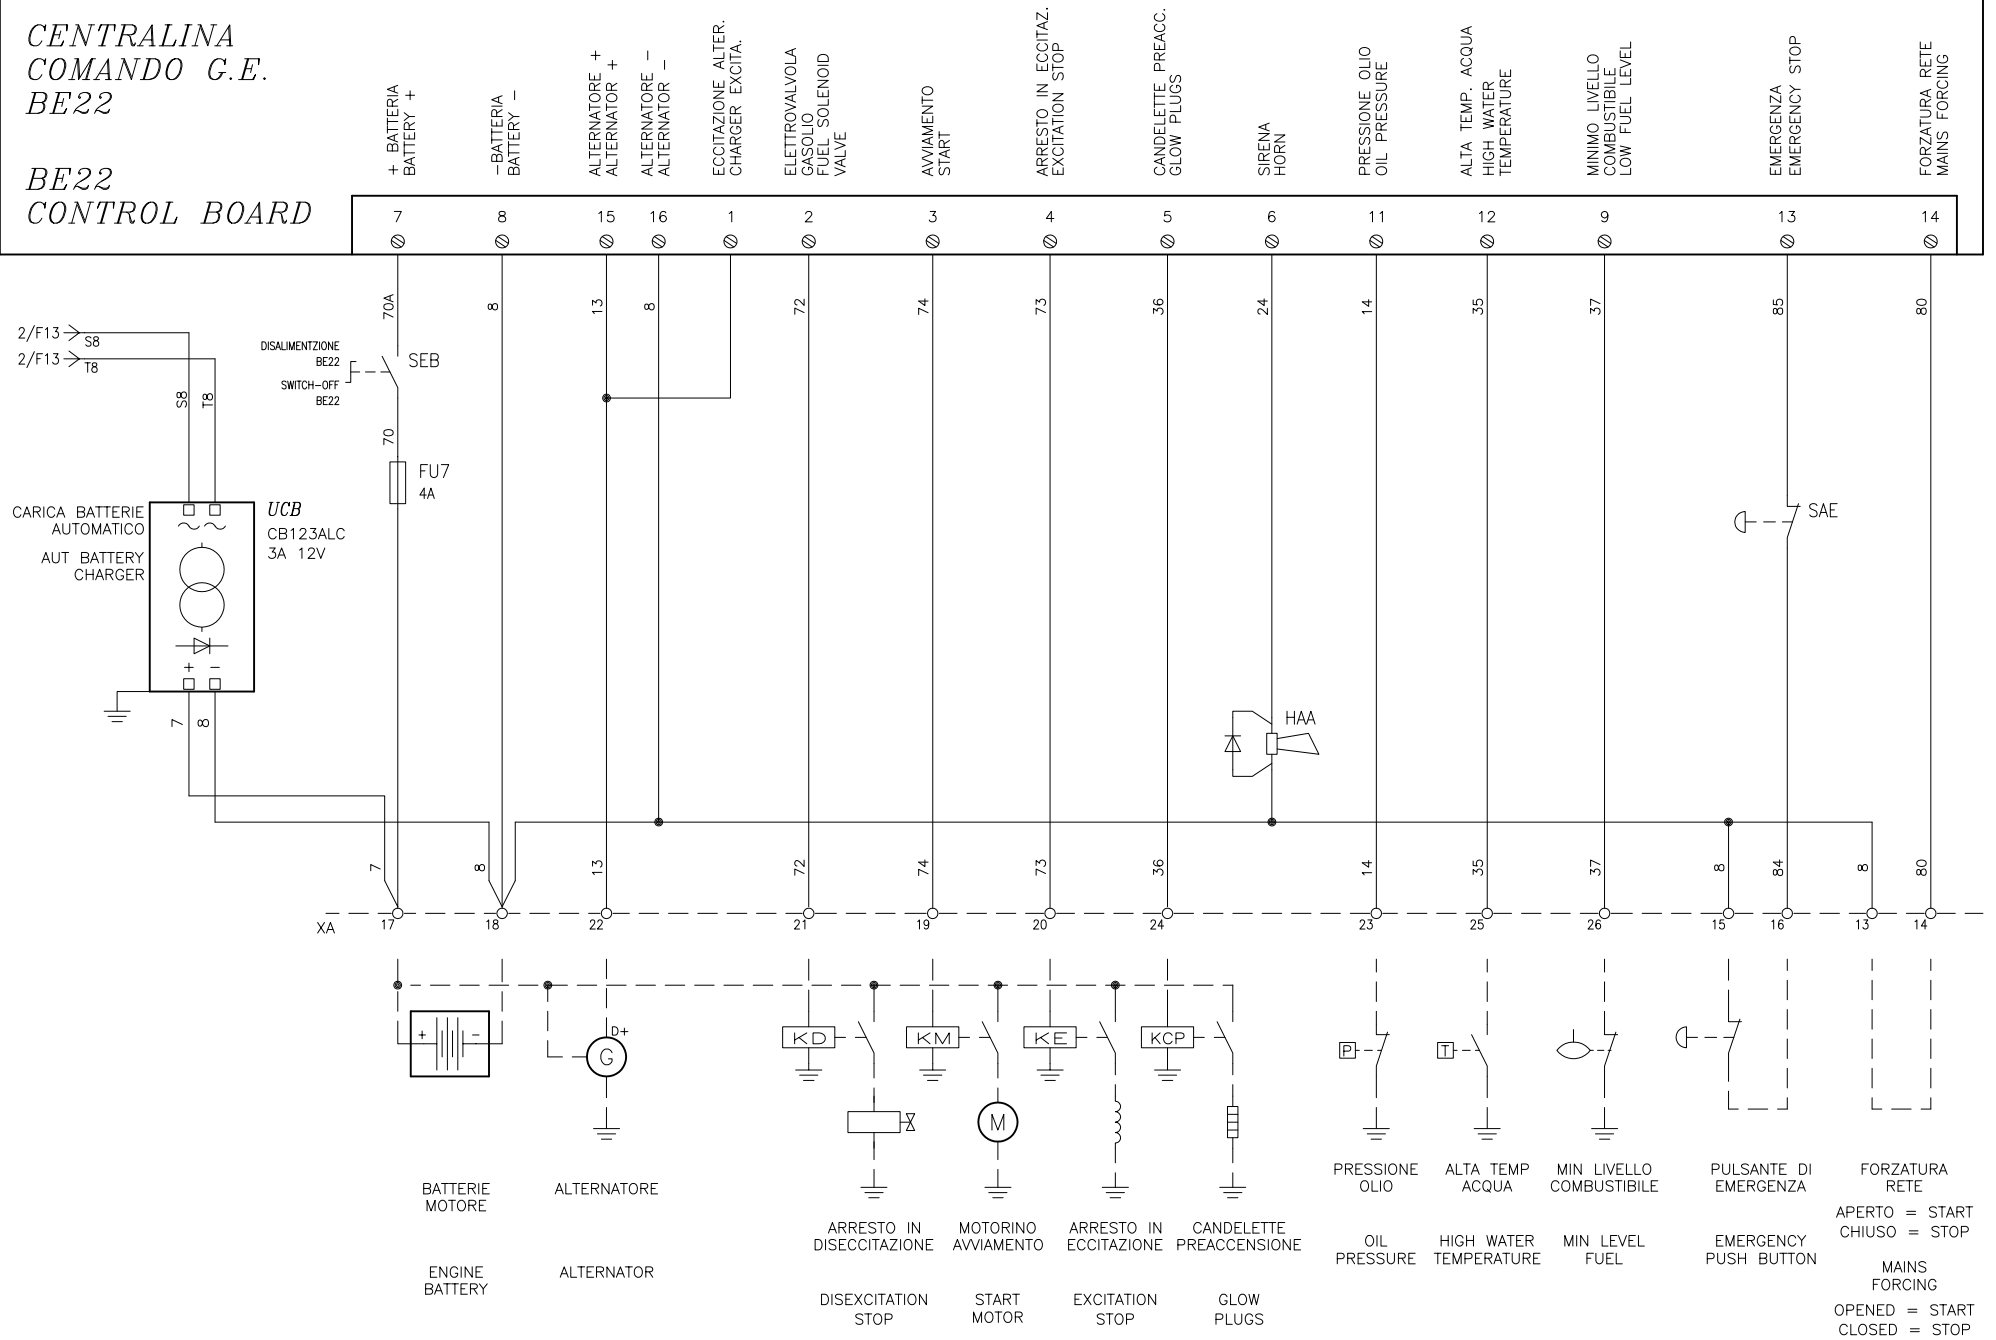 CENTRALINA
COMANDO G.E.
BE22
BE22
CONTROL BOARD
+ BATTERIA
BATTERY +
-BATTERIA
BATTERY -
ALTERNATORE +
ALTERNATOR +
ALTERNATORE -
ALTERNATOR -
ECCITAZIONE ALTER.
CHARGER EXCITA.
ELETTROVALVOLA
GASOLIO
FUEL SOLENOID
VALVE
AVVIAMENTO
START
ARRESTO IN ECCITAZ.
EXCITATION STOP
CANDELETTE PREACC.
GLOW PLUGS
SIRENA
HORN
PRESSIONE OLIO
OIL PRESSURE
ALTA TEMP. ACQUA
HIGH WATER
TEMPERATURE
MINIMO LIVELLO
COMBUSTIBILE
LOW FUEL LEVEL
EMERGENZA
EMERGENCY STOP
FORZATURA RETE
MAINS FORCING
7 8 15 16 1 2 3 4 5 6 11 12 9 13 14
70A 8 13 8 72 74 73 36 24 14 35 37 85 80
2/F13 S8
2/F13 T8
S8 T8
DISALIMENTZIONE
BE22
SWITCH-OFF
BE22
SEB
70
FU7
4A
CARICA BATTERIE
AUTOMATICO
AUT BATTERY
CHARGER
UCB
CB123ALC
3A 12V
+ -
7 8
SAE
HAA
7 8 13 72 74 73 36 14 35 37 8 84 8 80
XA 17 18 22 21 19 20 24 23 25 26 15 16 13 14
+ -
D+
G
KD
KM
KE
KCP
M
P
T
BATTERIE
MOTORE
ENGINE
BATTERY
ALTERNATORE
ALTERNATOR
ARRESTO IN
DISECCITAZIONE
DISEXCITATION
STOP
MOTORINO
AVVIAMENTO
START
MOTOR
ARRESTO IN
ECCITAZIONE
EXCITATION
STOP
CANDELETTE
PREACCENSIONE
GLOW
PLUGS
PRESSIONE
OLIO
OIL
PRESSURE
ALTA TEMP
ACQUA
HIGH WATER
TEMPERATURE
MIN LIVELLO
COMBUSTIBILE
MIN LEVEL
FUEL
PULSANTE DI
EMERGENZA
EMERGENCY
PUSH BUTTON
FORZATURA
RETE
APERTO = START
CHIUSO = STOP
MAINS
FORCING
OPENED = START
CLOSED = STOP